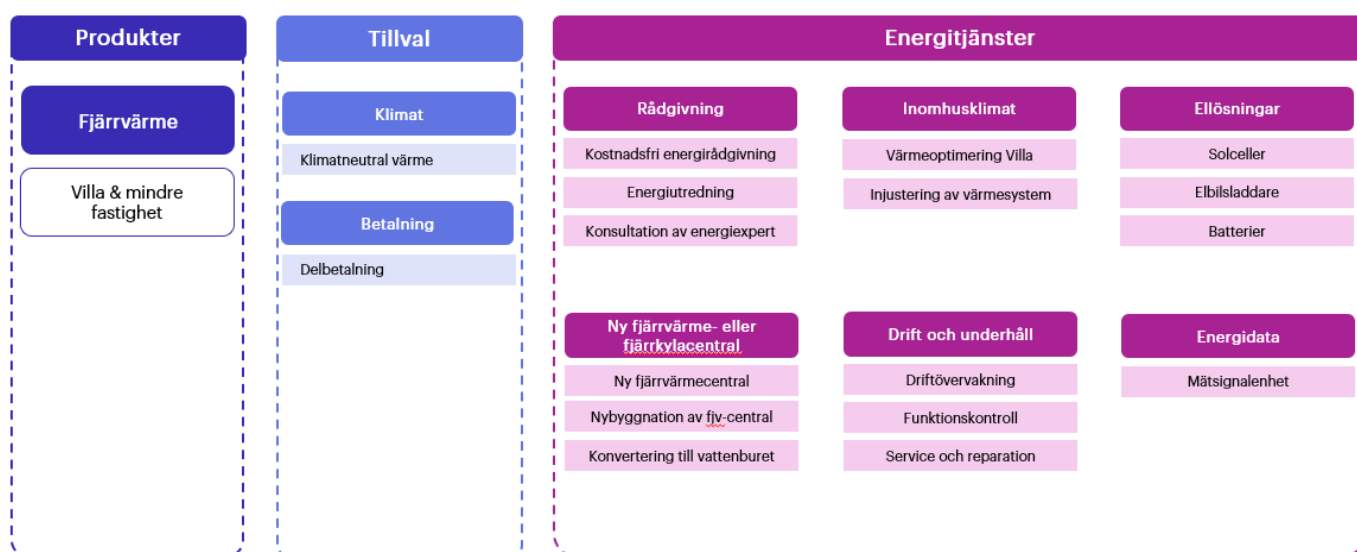 Produkter
Fjärrvärme
Villa & mindre
fastighet
Tillval
Klimat
Klimatneutral värme
Betalning
Delbetalning
Energitjänster
Rådgivning
Kostnadsfri energirådgivning
Energiutredning
Konsultation av energiexpert
Inomhusklimat
Värmeoptimering Villa
Injustering av värmesystem
Ellösningar
Solceller
Elbilsladdare
Batterier
Ny fjärrvärme- eller
fjärrkylacentral
Ny fjärrvärmecentral
Nybyggnation av fjv-central
Konvertering till vattenburet
Drift och underhåll
Driftövervakning
Funktionskontroll
Service och reparation
Energidata
Mätsignalenhet